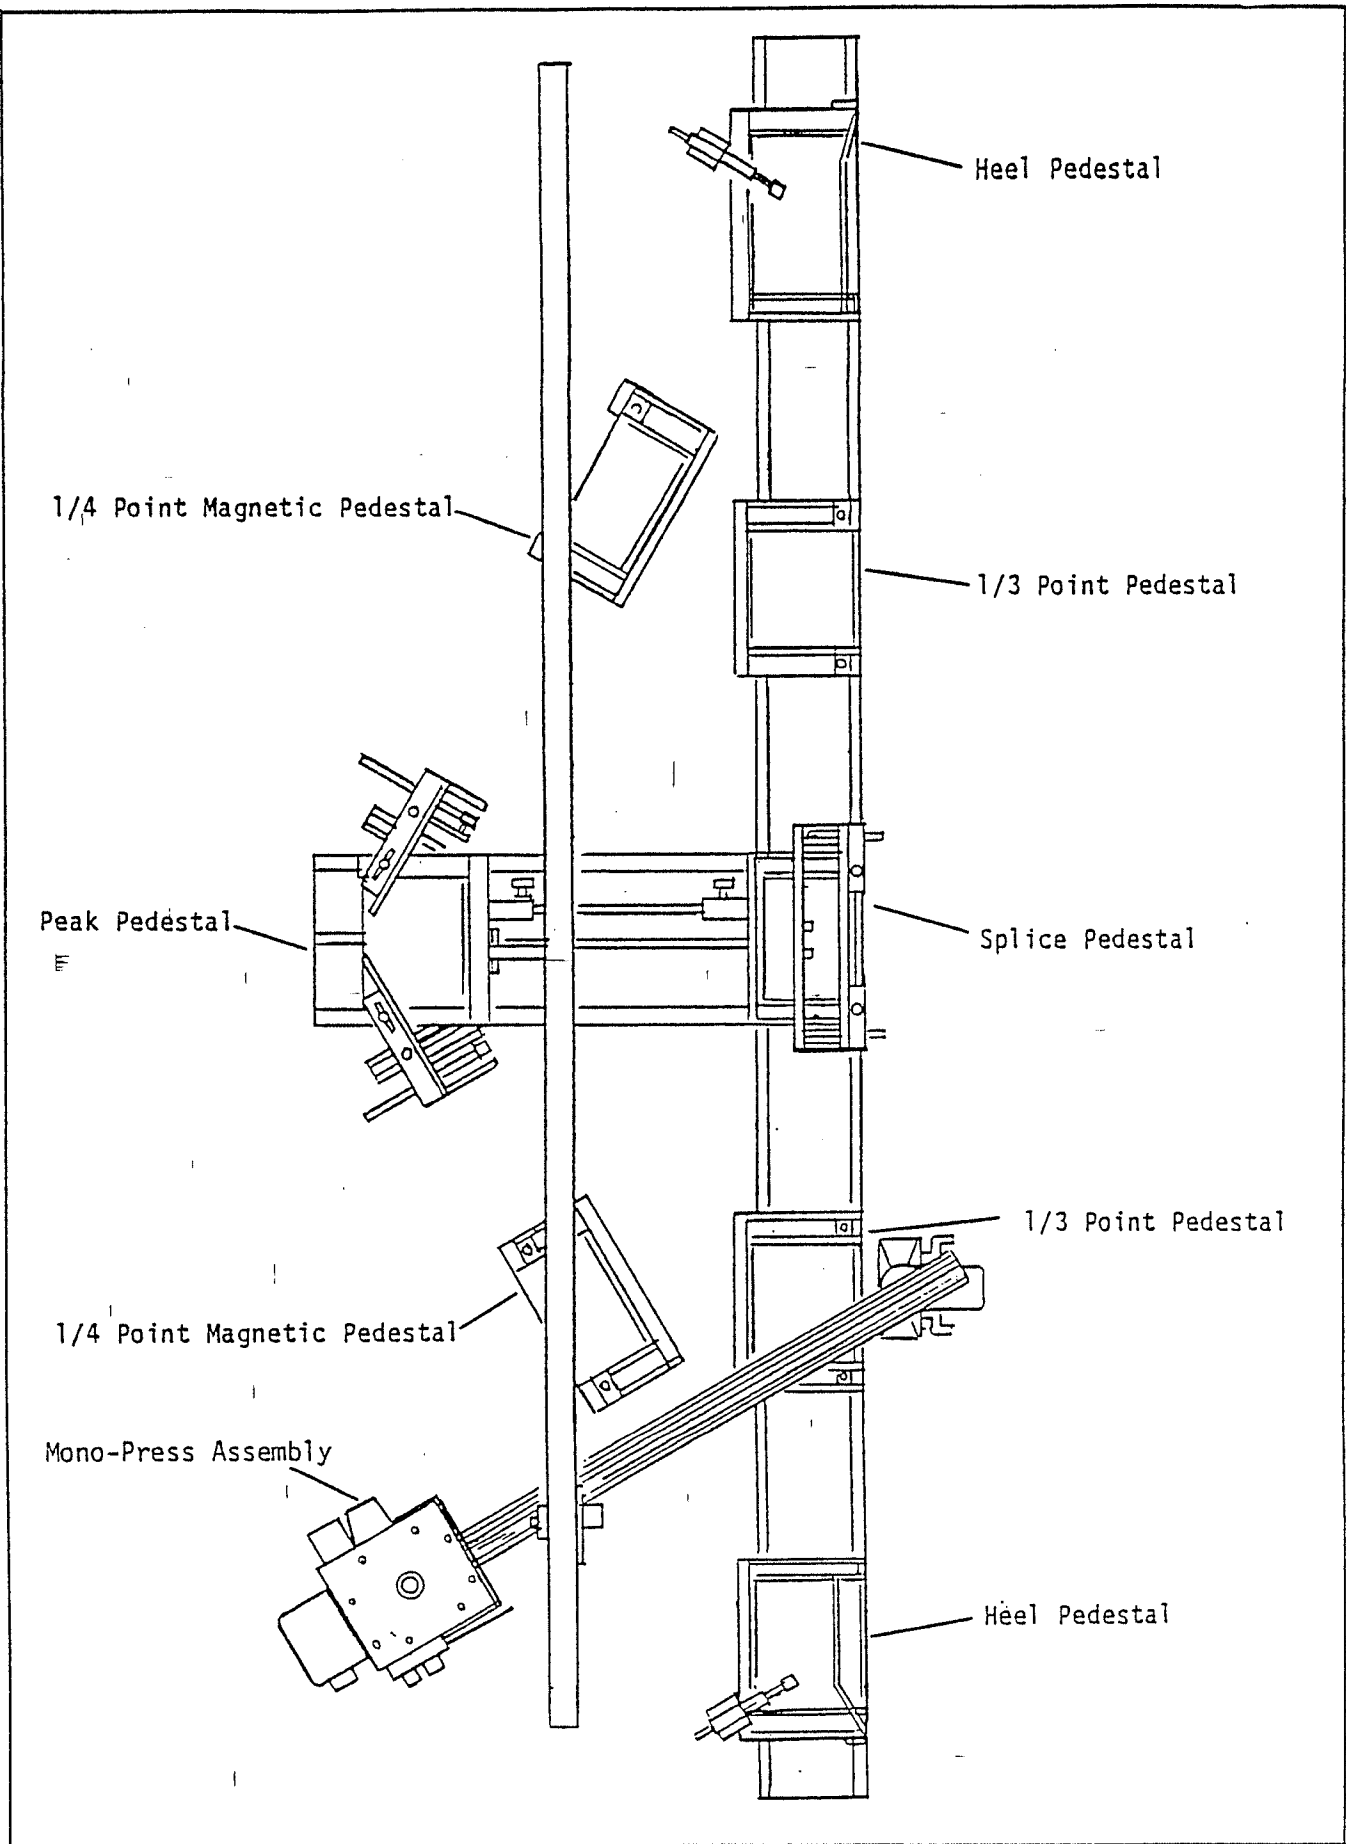 Heel Pedestal
1/4 Point Magnetic Pedestal
1/3 Point Pedestal
Peak Pedestal
Splice Pedestal
1/3 Point Pedestal
1/4 Point Magnetic Pedestal
Mono-Press Assembly
Heel Pedestal